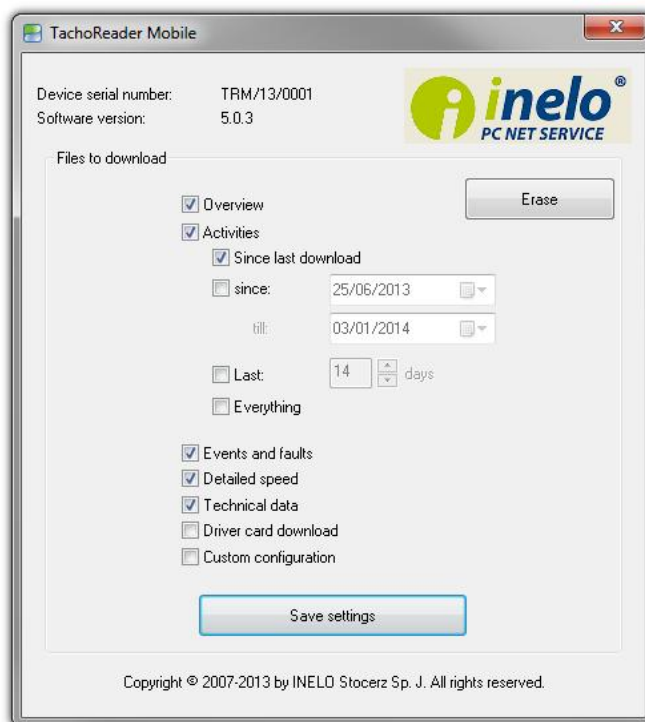 TachoReader Mobile
Device serial number: TRM/13/0001
Software version: 5.0.3
inelo®
PC NET SERVICE
Files to download
Erase
Overview
Activities
Since last download
since: 25/06/2013
till: 03/01/2014
Last: 14 days
Everything
Events and faults
Detailed speed
Technical data
Driver card download
Custom configuration
Save settings
Copyright © 2007-2013 by INELO Stocerz Sp. J. All rights reserved.